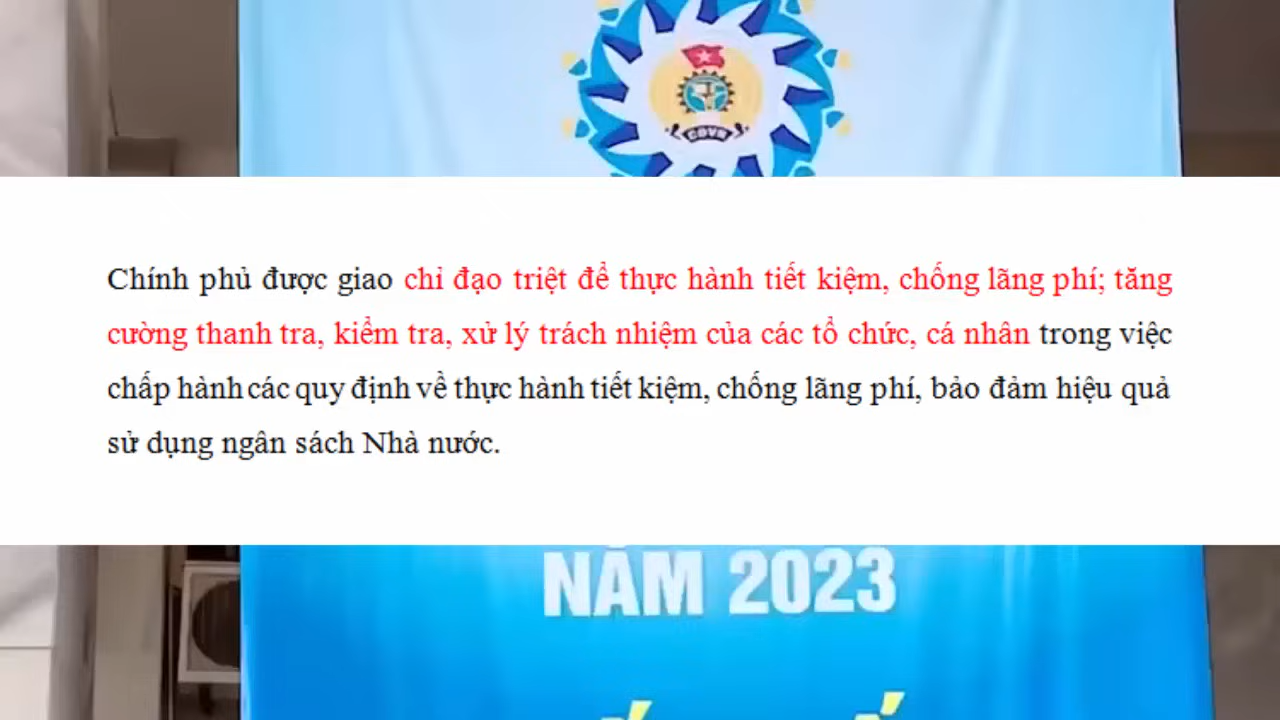 CĐVN
Chính phủ được giao chỉ đạo triệt để thực hành tiết kiệm, chống lãng phí; tăng
cường thanh tra, kiểm tra, xử lý trách nhiệm của các tổ chức, cá nhân trong việc
chấp hành các quy định về thực hành tiết kiệm, chống lãng phí, bảo đảm hiệu quả
sử dụng ngân sách Nhà nước.
NĂM 2023